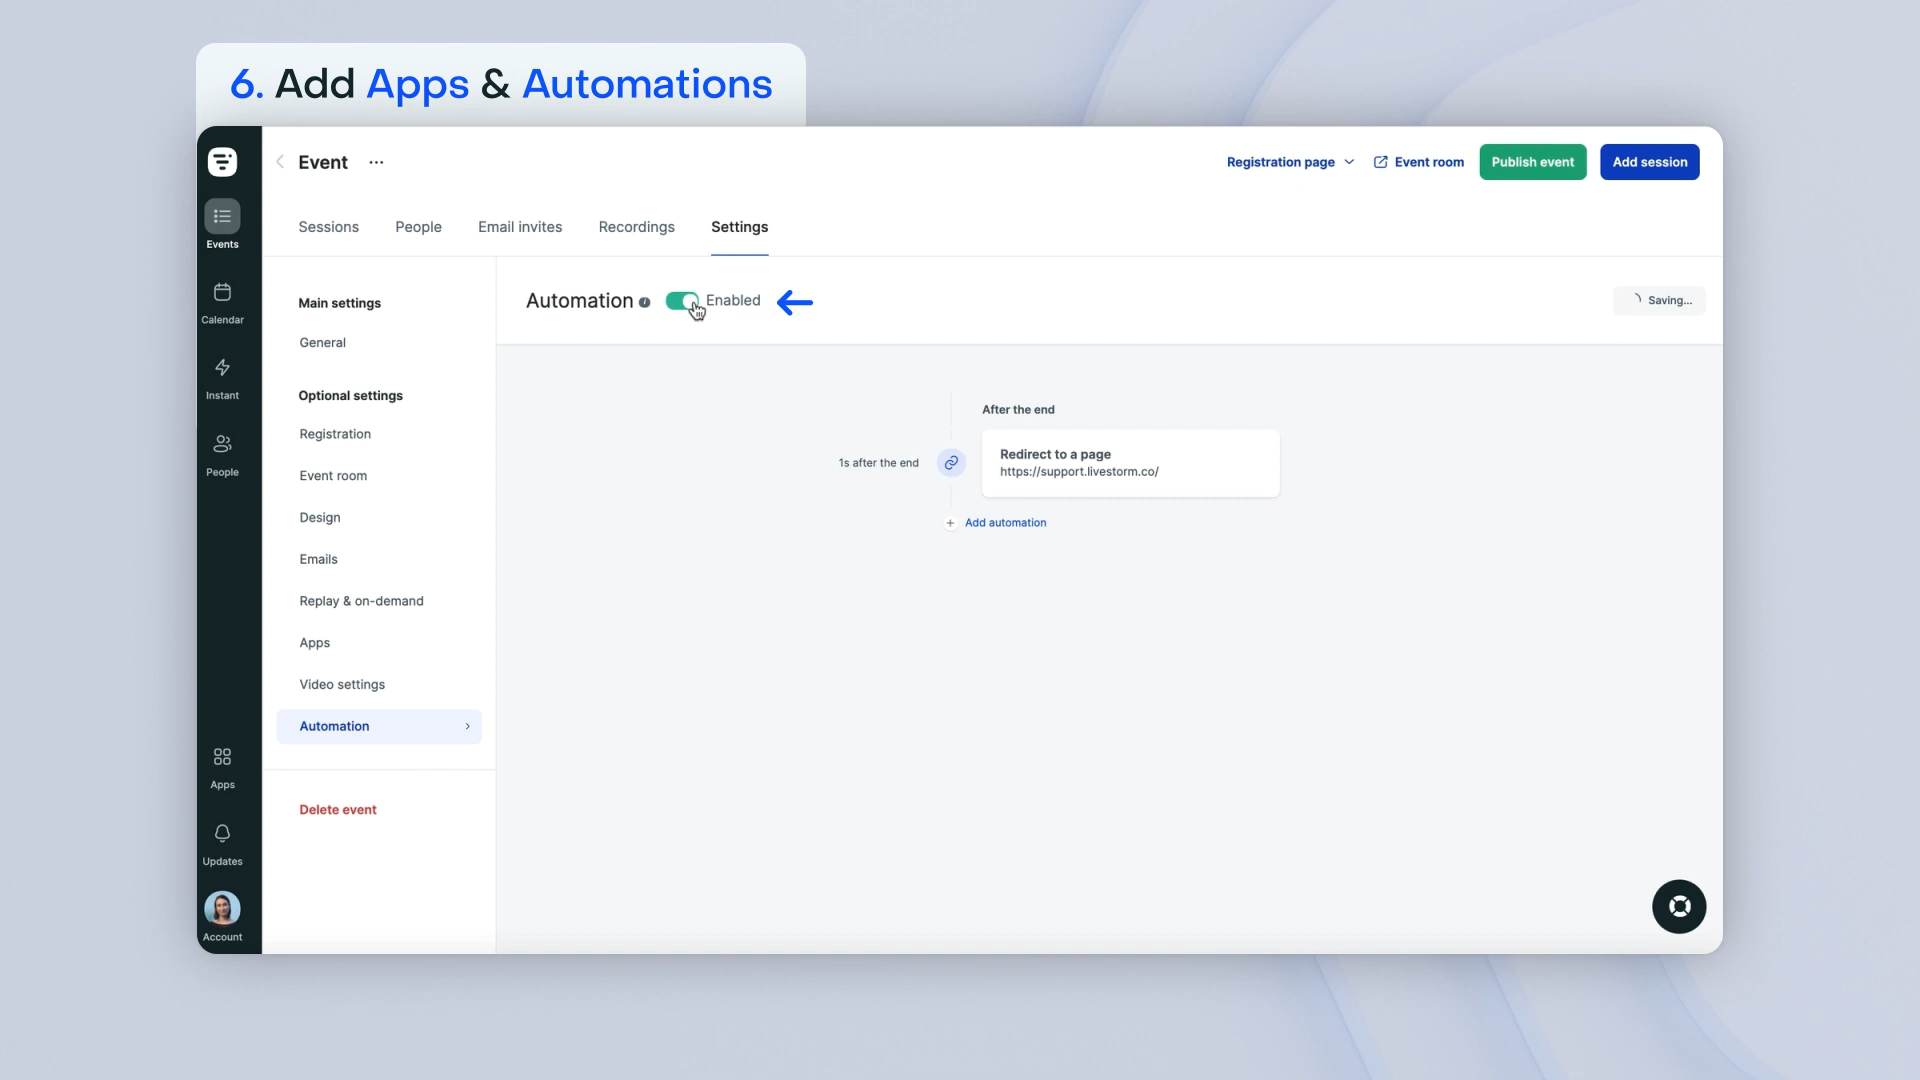 6. Add Apps & Automations
Event
Registration page
Event room
Publish event
Add session
Events
Calendar
Instant
People
Apps
Updates
Account
Sessions
People
Email invites
Recordings
Settings
Main settings
General
Optional settings
Registration
Event room
Design
Emails
Replay & on-demand
Apps
Video settings
Automation
Delete event
Automation
Enabled
Saving...
After the end
1s after the end
Redirect to a page
https://support.livestorm.co/
Add automation